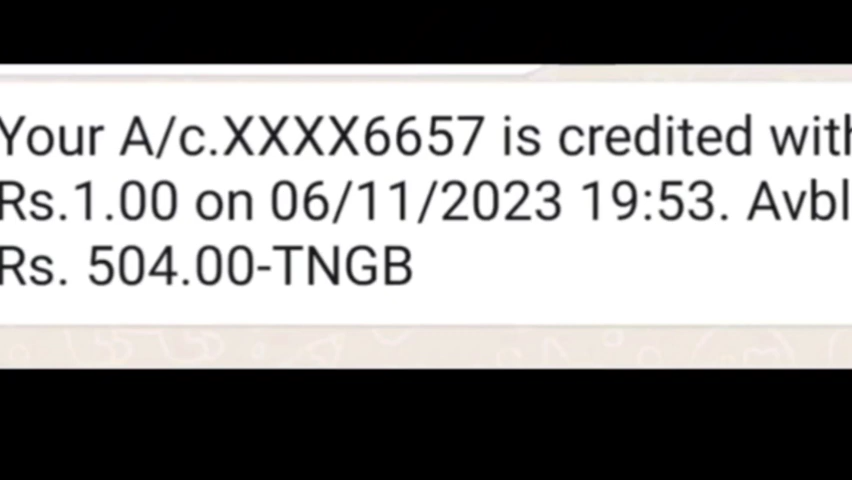 Your A/c.XXXX6657 is credited with
Rs.1.00 on 06/11/2023 19:53. Avbl
Rs. 504.00-TNGB